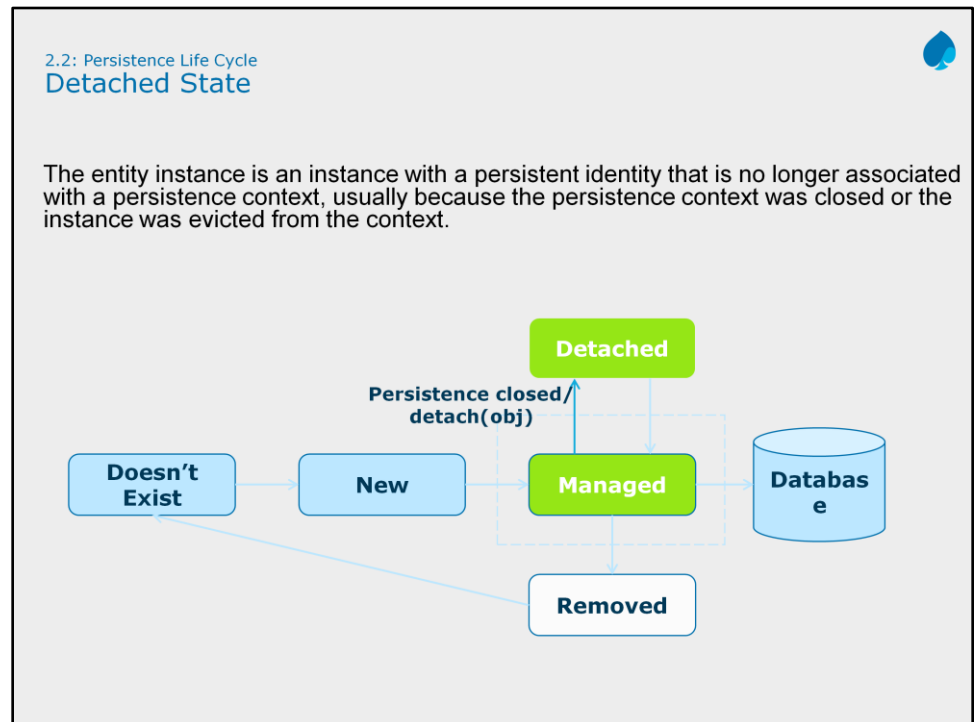 2.2: Persistence Life Cycle
Detached State
The entity instance is an instance with a persistent identity that is no longer associated
with a persistence context, usually because the persistence context was closed or the
instance was evicted from the context.
Detached
Persistence closed/
detach(obj)
Doesn't
Exist
New
Managed
Databas
e
Removed